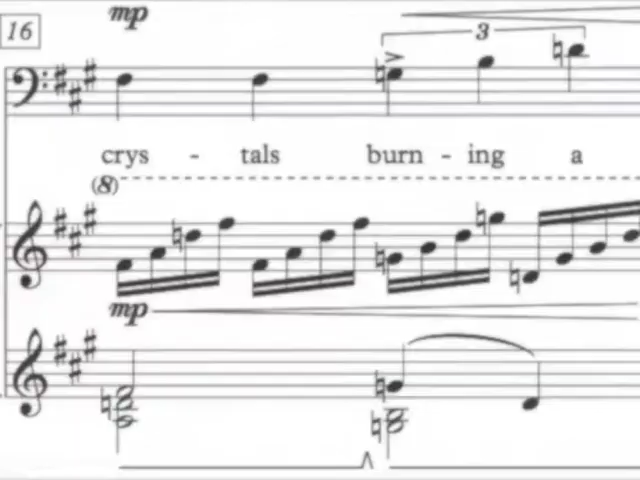 mp
16
3
crys - tals burn - ing a
(8)
mp